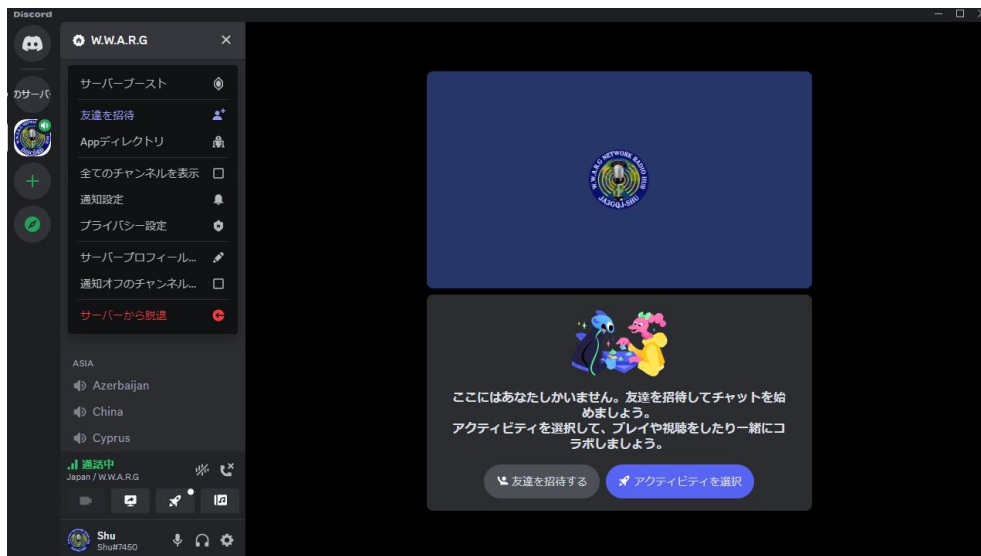 Discord
W.W.A.R.G
サーバーブースト
友達を招待
Appディレクトリ
全てのチャンネルを表示
通知設定
プライバシー設定
サーバープロフィール...
通知オフのチャンネル...
サーバーから脱退
のサーバー
ASIA
Azerbaijan
China
Cyprus
通話中
Japan / W.W.A.R.G
Shu
Shu#7450
W.W.A.R.G NETWORK RADIO HUB
JA3GQJ-SHU
ここにはあなたしかいません。友達を招待してチャットを始
めましょう。
アクティビティを選択して、プレイや視聴をしたり一緒にコ
ラボしましょう。
友達を招待する
アクティビティを選択